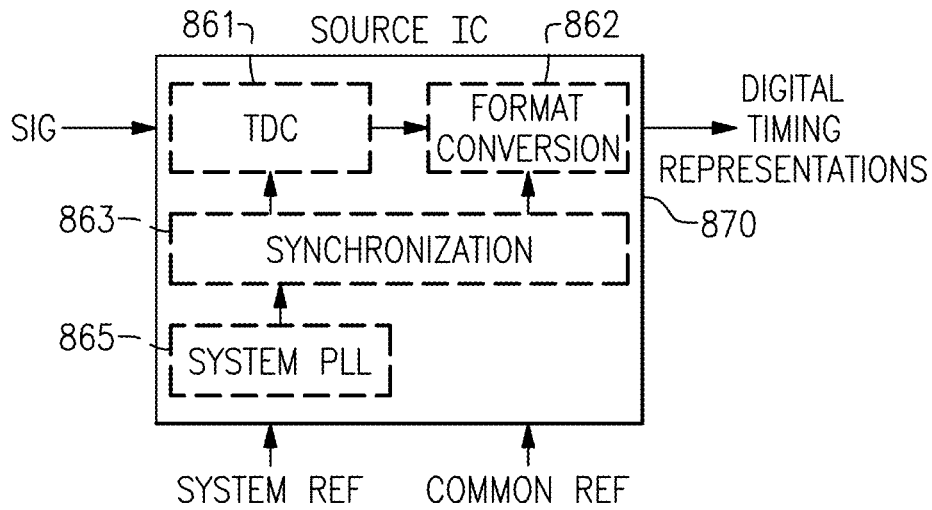 861
SOURCE IC
862
SIG
TDC
FORMAT
CONVERSION
DIGITAL
TIMING
REPRESENTATIONS
863
SYNCHRONIZATION
870
865
SYSTEM PLL
SYSTEM REF
COMMON REF